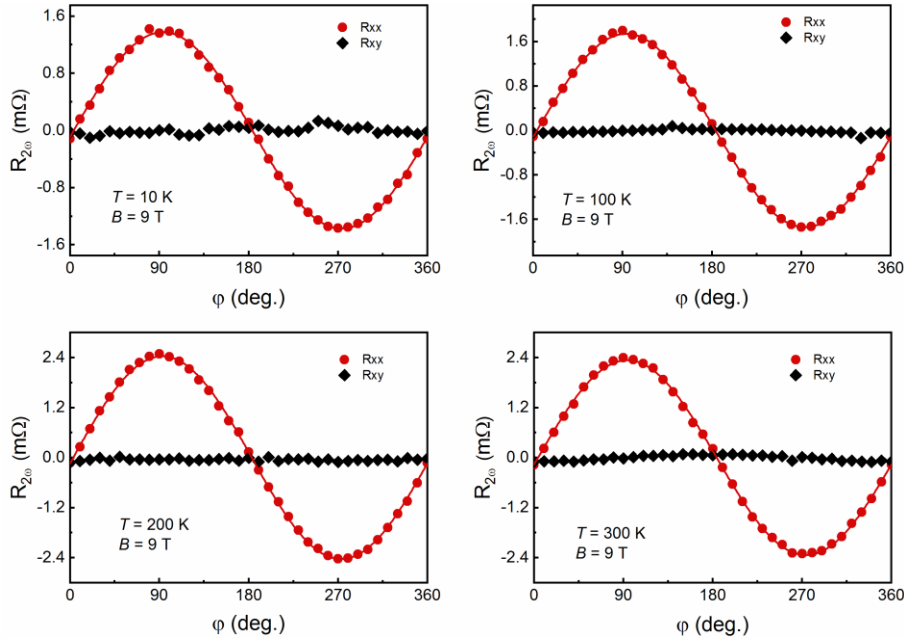 1.6
0.8
0.0
-0.8
-1.6
R2ω (mΩ)
Rxx
Rxy
T = 10 K
B = 9 T
0 90 180 270 360
φ (deg.)
1.6
0.8
0.0
-0.8
-1.6
R2ω (mΩ)
Rxx
Rxy
T = 100 K
B = 9 T
0 90 180 270 360
φ (deg.)
2.4
1.2
0.0
-1.2
-2.4
R2ω (mΩ)
Rxx
Rxy
T = 200 K
B = 9 T
0 90 180 270 360
φ (deg.)
2.4
1.2
0.0
-1.2
-2.4
R2ω (mΩ)
Rxx
Rxy
T = 300 K
B = 9 T
0 90 180 270 360
φ (deg.)